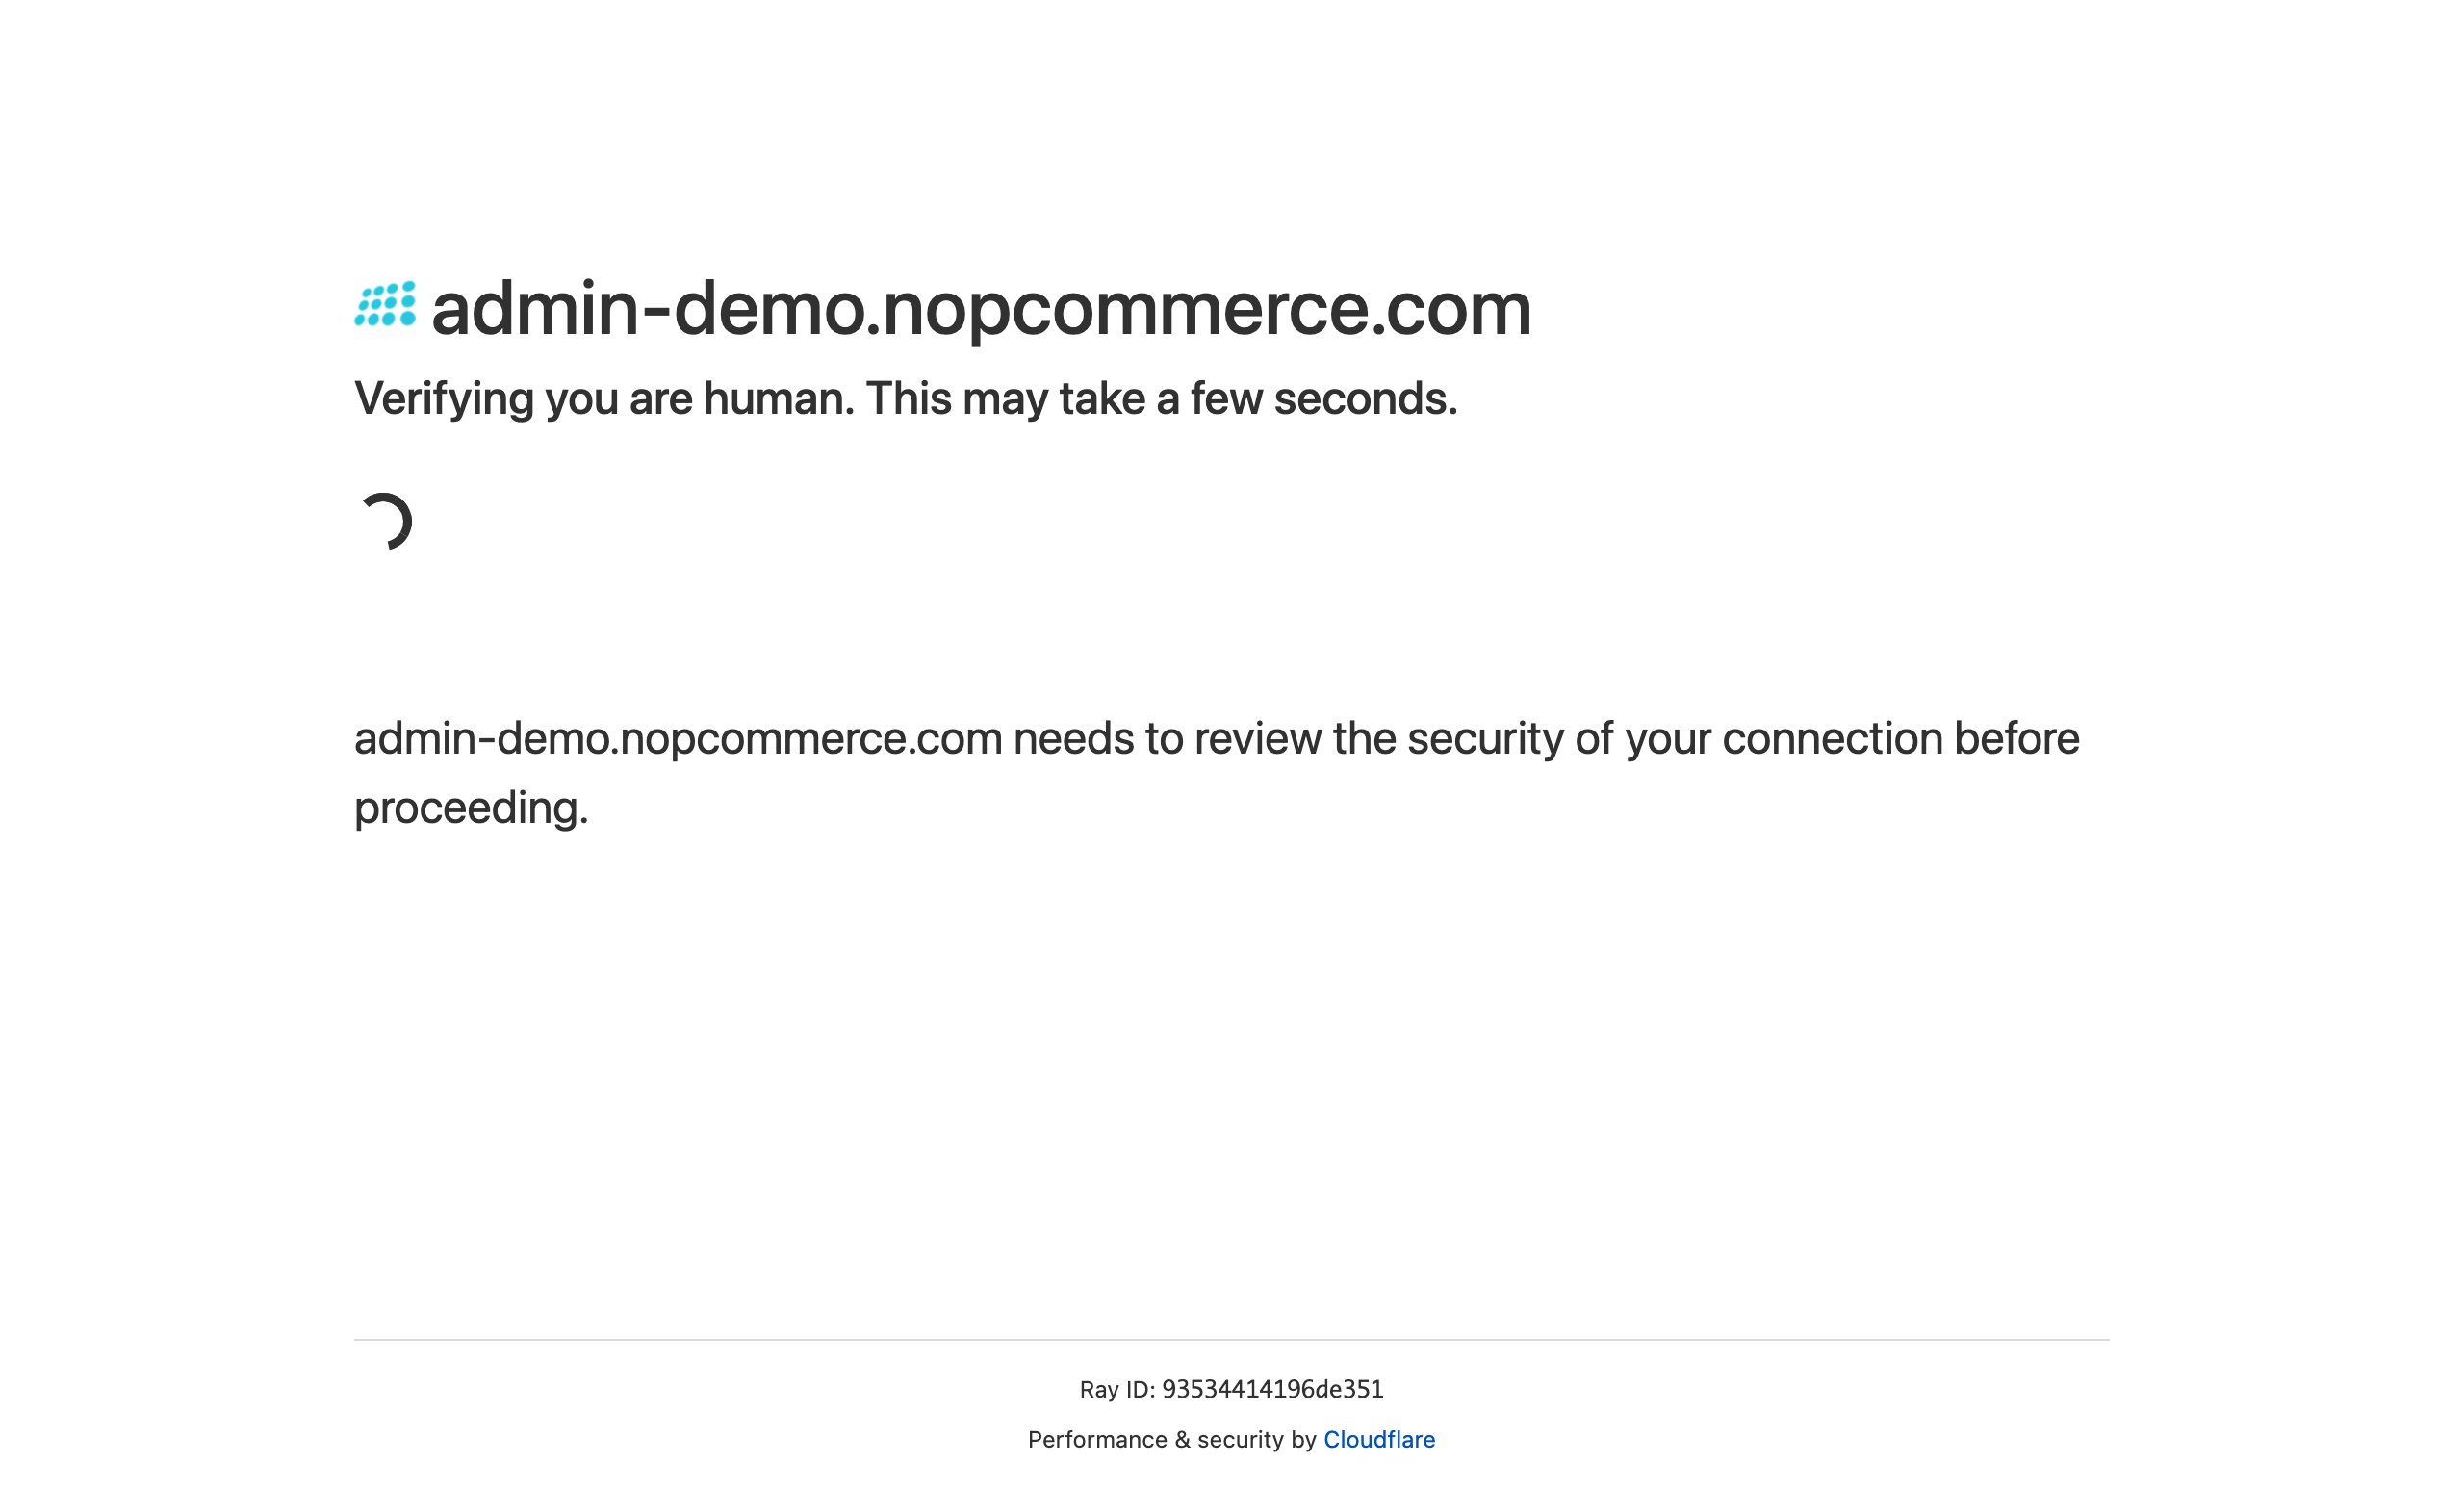 admin-demo.nopcommerce.com
Verifying you are human. This may take a few seconds.
admin-demo.nopcommerce.com needs to review the security of your connection before
proceeding.
Ray ID: 93534414196de351
Performance & security by Cloudflare